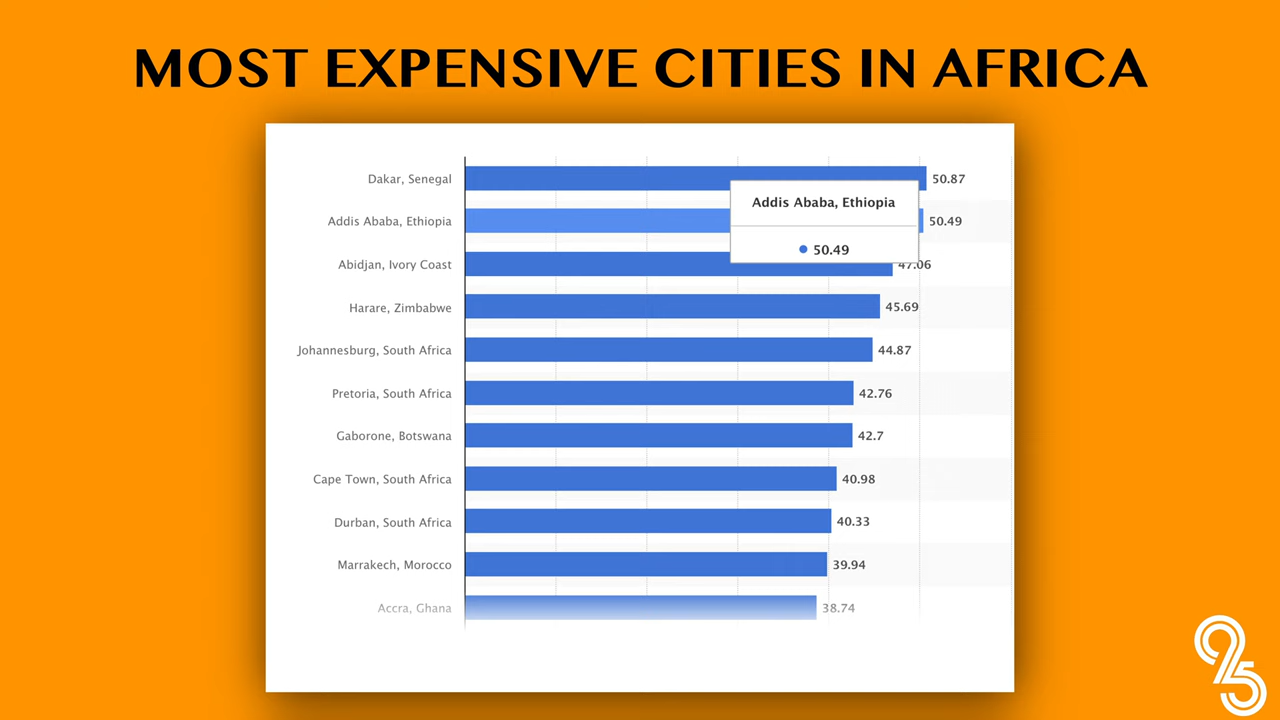 MOST EXPENSIVE CITIES IN AFRICA
Dakar, Senegal 50.87
Addis Ababa, Ethiopia 50.49
Addis Ababa, Ethiopia
50.49
Abidjan, Ivory Coast 47.06
Harare, Zimbabwe 45.69
Johannesburg, South Africa 44.87
Pretoria, South Africa 42.76
Gaborone, Botswana 42.7
Cape Town, South Africa 40.98
Durban, South Africa 40.33
Marrakech, Morocco 39.94
Accra, Ghana 38.74
25